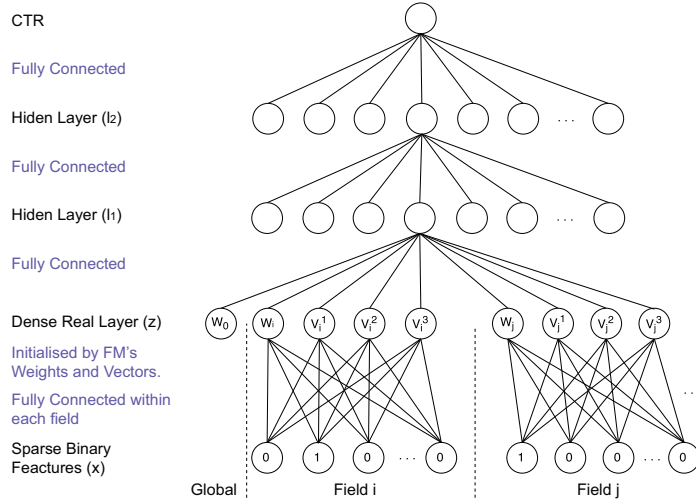 CTR
Fully Connected
Hiden Layer (l2)
. . .
Fully Connected
Hiden Layer (l1)
. . .
Fully Connected
Dense Real Layer (z)
W0 Wi Vi1 Vi2 Vi3 Wj Vj1 Vj2 Vj3
Initialised by FM's
Weights and Vectors.
Fully Connected within
each field
. .
Sparse Binary
Feactures (x)
0 1 0 . . . 0 1 0 0 . . . 0
Global Field i Field j